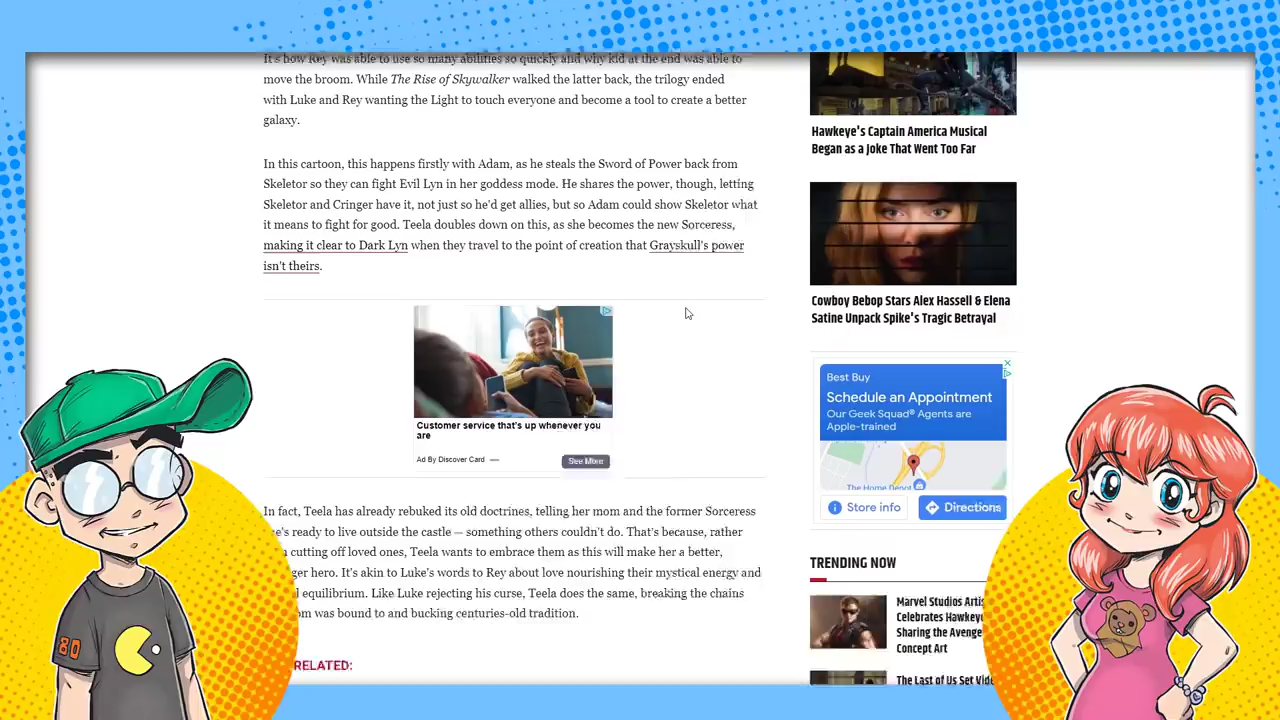 It's how Rey was able to use so many abilities so quickly and why kid at the end was able to
move the broom. While The Rise of Skywalker walked the latter back, the trilogy ended
with Luke and Rey wanting the Light to touch everyone and become a tool to create a better
galaxy.
In this cartoon, this happens firstly with Adam, as he steals the Sword of Power back from
Skeletor so they can fight Evil Lyn in her goddess mode. He shares the power, though, letting
Skeletor and Cringer have it, not just so he'd get allies, but so Adam could show Skeletor what
it means to fight for good. Teela doubles down on this, as she becomes the new Sorceress,
making it clear to Dark Lyn when they travel to the point of creation that Grayskull's power
isn't theirs.
Customer service that's up whenever you
are
Ad By Discover Card
See More
In fact, Teela has already rebuked its old doctrines, telling her mom and the former Sorceress
ready to live outside the castle — something others couldn't do. That's because, rather
cutting off loved ones, Teela wants to embrace them as this will make her a better,
hero. It's akin to Luke's words to Rey about love nourishing their mystical energy and
equilibrium. Like Luke rejecting his curse, Teela does the same, breaking the chains
was bound to and bucking centuries-old tradition.
RELATED:
Hawkeye's Captain America Musical
Began as a Joke That Went Too Far
Cowboy Bebop Stars Alex Hassell & Elena
Satine Unpack Spike's Tragic Betrayal
Best Buy
Schedule an Appointment
Our Geek Squad® Agents are
Apple-trained
The Home Depot
Store info
Directions
TRENDING NOW
Marvel Studios
Celebrates
Sharing the
Concept Art
The Last of Us Set
80